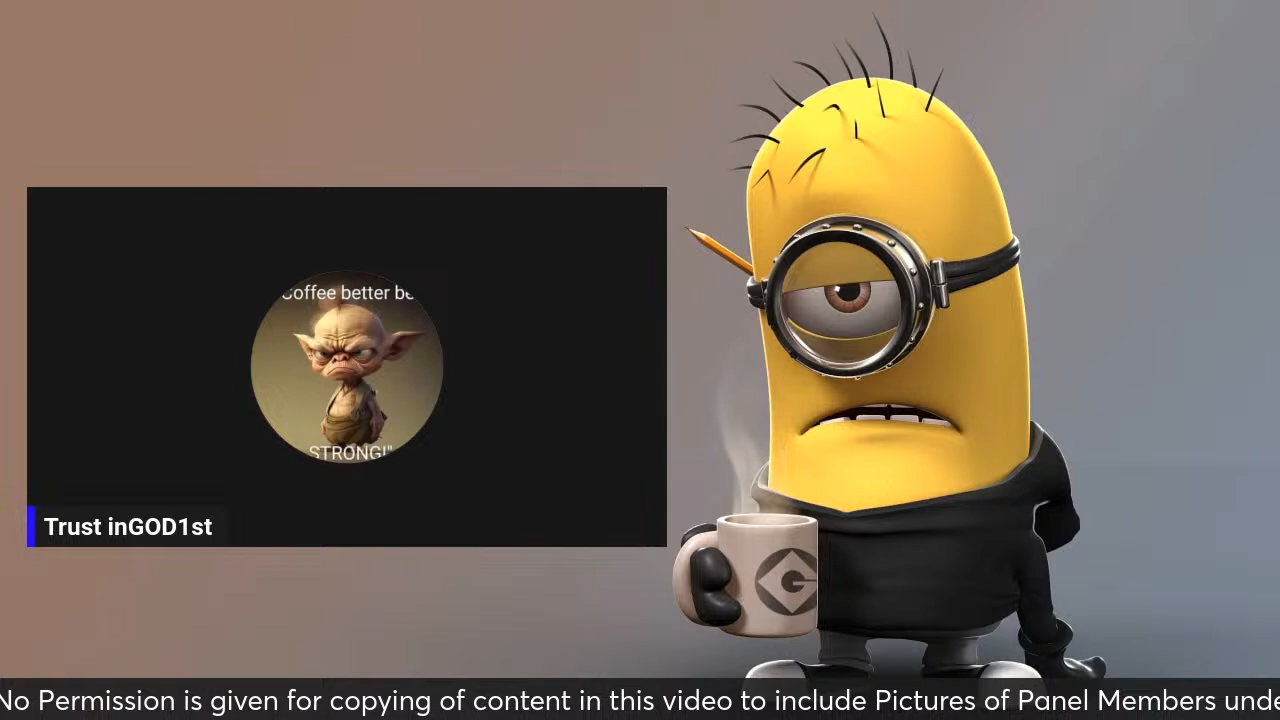 Coffee better be
STRONG!"
Trust inGOD1st
G
No Permission is given for copying of content in this video to include Pictures of Panel Members unde